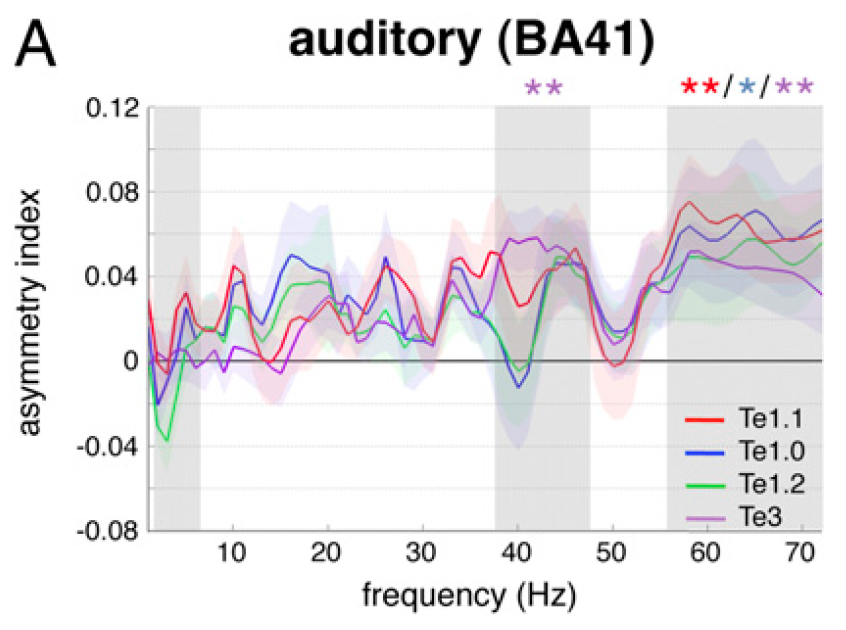 A
auditory (BA41)
** **/*/**
0.12
0.08
0.04
0
-0.04
-0.08
asymmetry index
Te1.1
Te1.0
Te1.2
Te3
10 20 30 40 50 60 70
frequency (Hz)